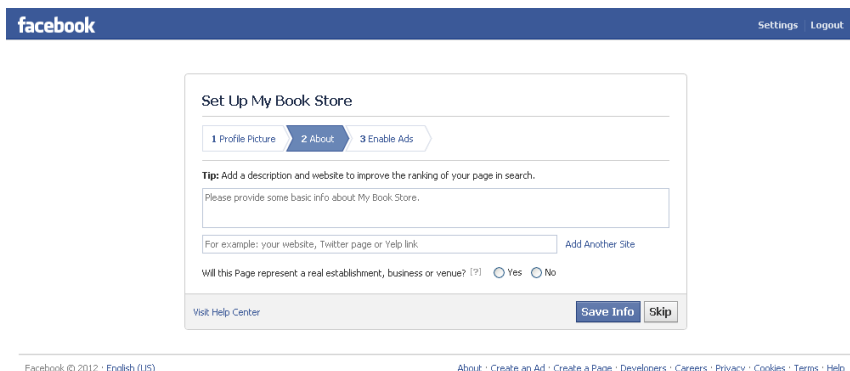 facebook
Settings Logout
Set Up My Book Store
1 Profile Picture 2 About 3 Enable Ads
Tip: Add a description and website to improve the ranking of your page in search.
Please provide some basic info about My Book Store.
For example: your website, Twitter page or Yelp link Add Another Site
Will this Page represent a real establishment, business or venue? [?] Yes No
Visit Help Center Save Info Skip
Facebook © 2012 · English (US) About · Create an Ad · Create a Page · Developers · Careers · Privacy · Cookies · Terms · Help